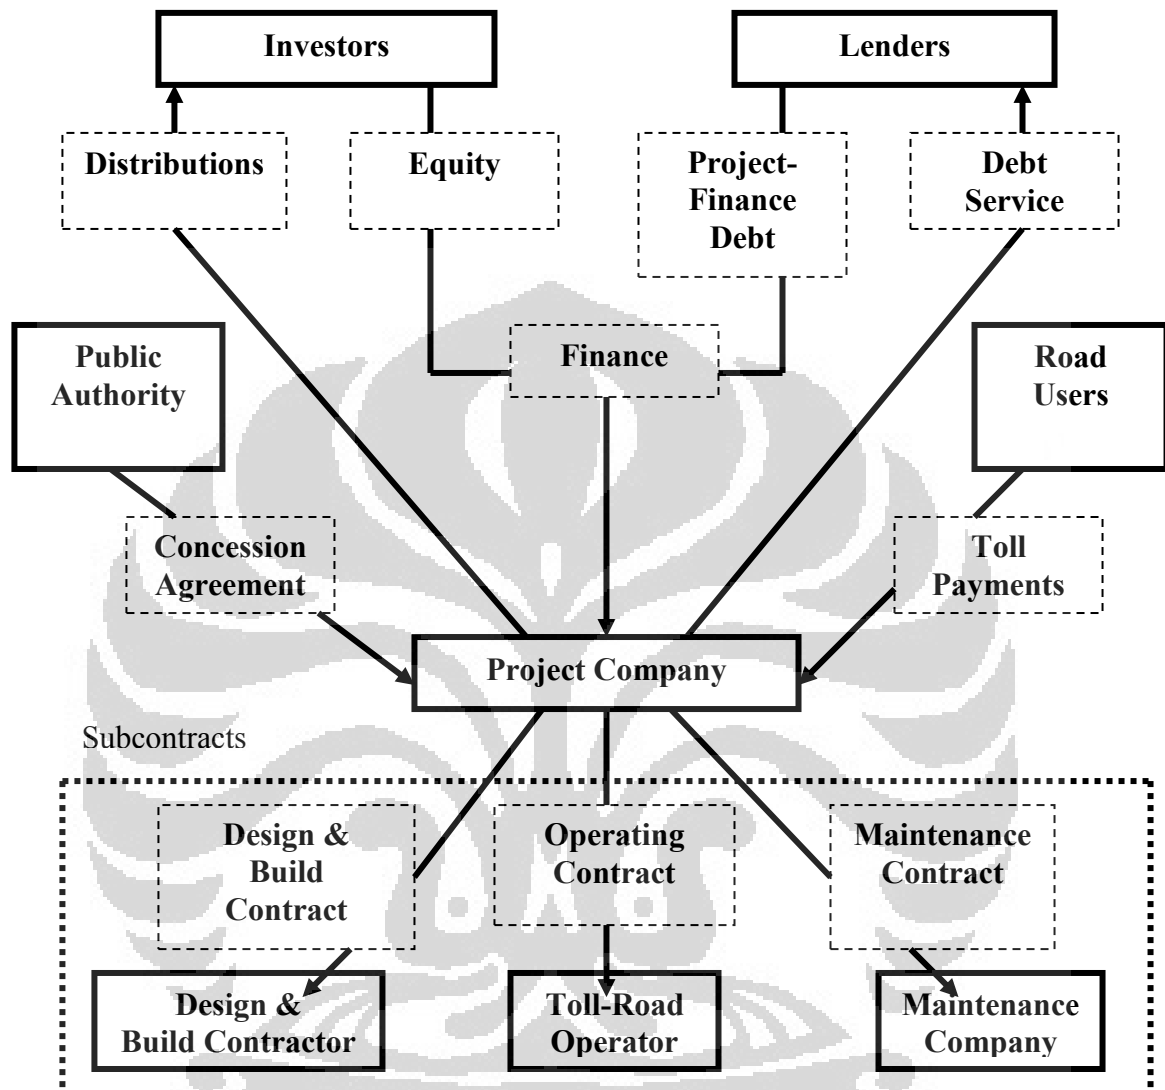 Investors
Lenders
Distributions
Equity
Project-
Finance
Debt
Debt
Service
Public
Authority
Finance
Road
Users
Concession
Agreement
Toll
Payments
Project Company
Subcontracts
Design &
Build
Contract
Operating
Contract
Maintenance
Contract
Design &
Build Contractor
Toll-Road
Operator
Maintenance
Company